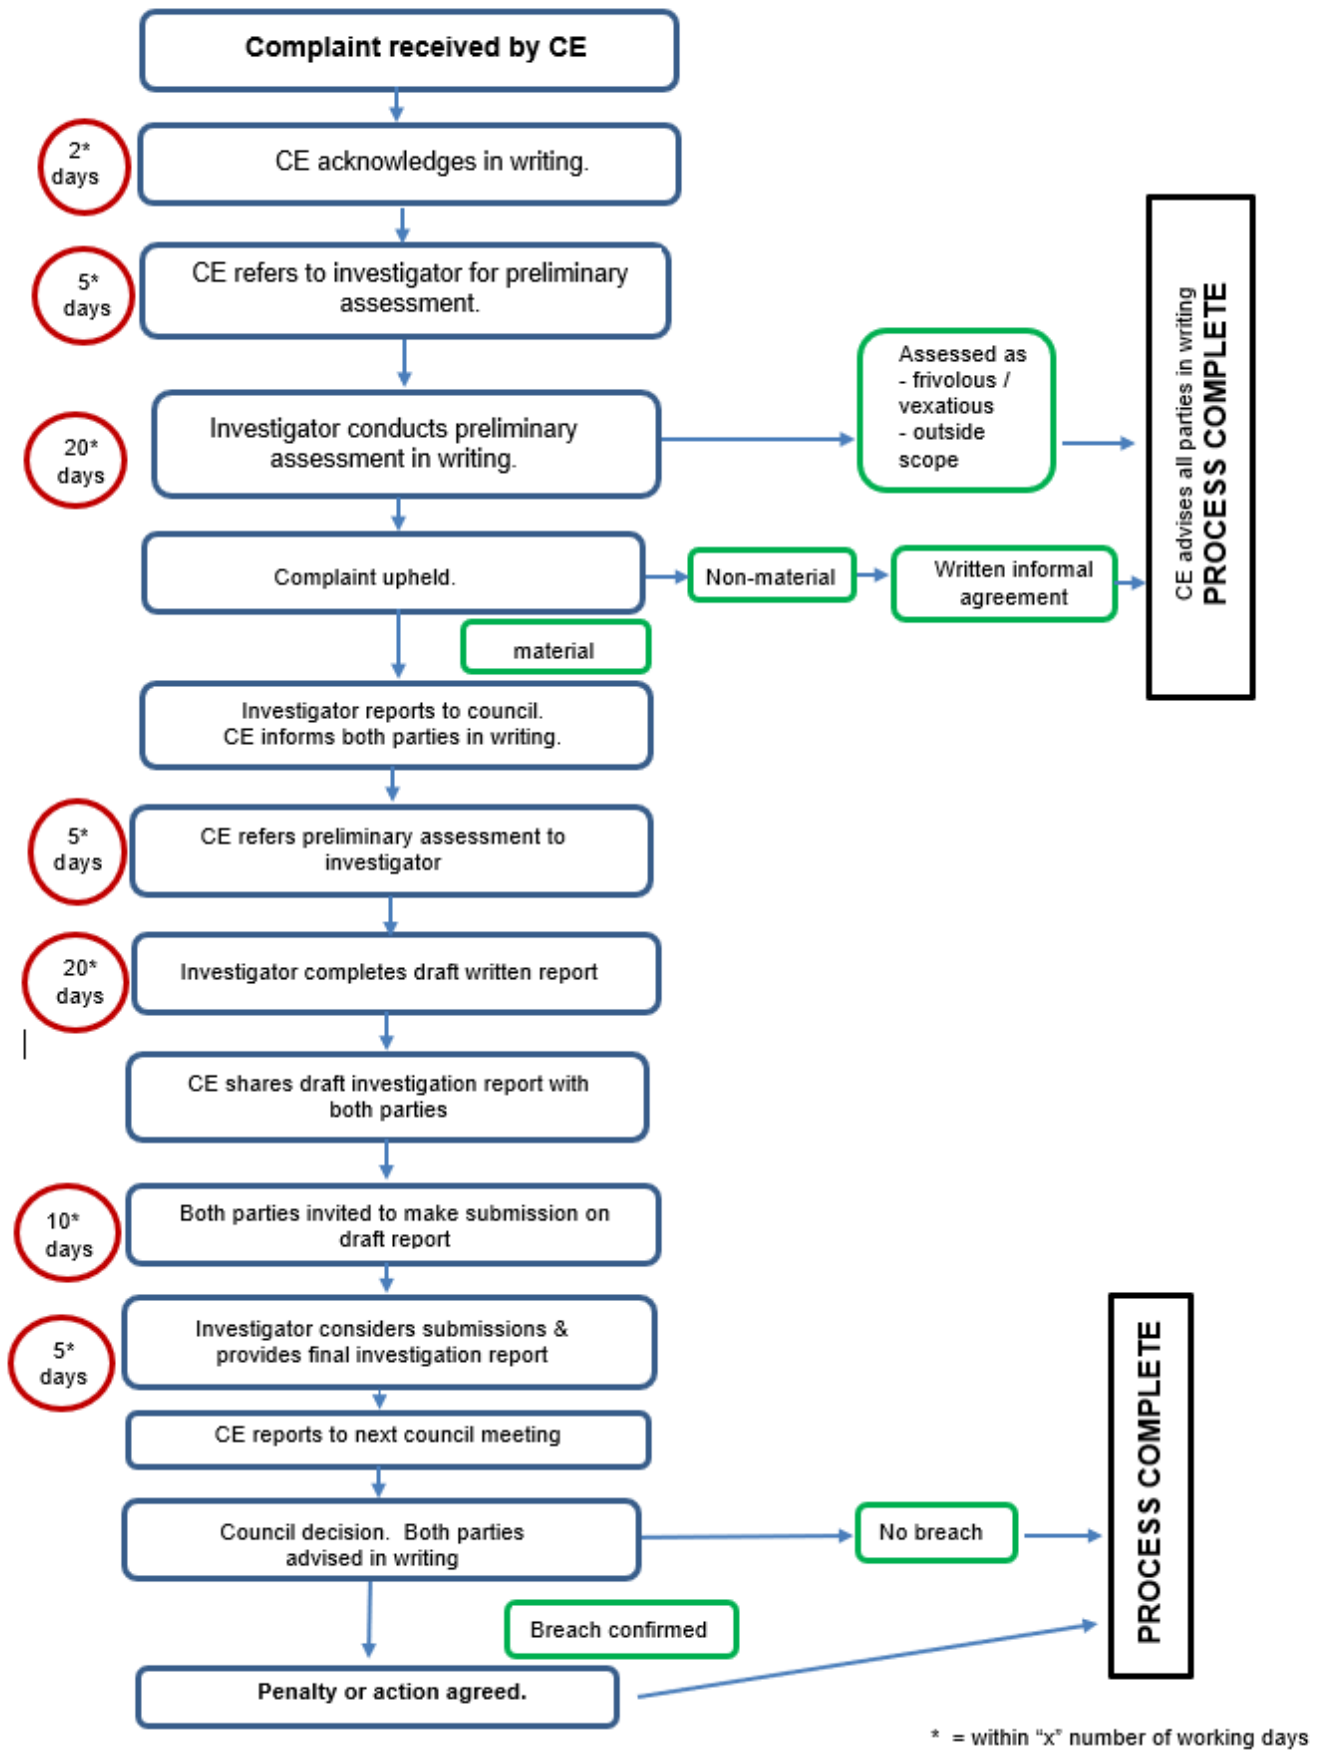 Complaint received by CE
2*
days
CE acknowledges in writing.
5*
days
CE refers to investigator for preliminary
assessment.
20*
days
Investigator conducts preliminary
assessment in writing.
Assessed as
- frivolous /
vexatious
- outside
scope
CE advises all parties in writing
PROCESS COMPLETE
Complaint upheld.
Non-material
Written informal
agreement
material
Investigator reports to council.
CE informs both parties in writing.
5*
days
CE refers preliminary assessment to
investigator
20*
days
Investigator completes draft written report
CE shares draft investigation report with
both parties
10*
days
Both parties invited to make submission on
draft report
5*
days
Investigator considers submissions &
provides final investigation report
CE reports to next council meeting
Council decision.  Both parties
advised in writing
No breach
PROCESS COMPLETE
Breach confirmed
Penalty or action agreed.
* = within “x” number of working days